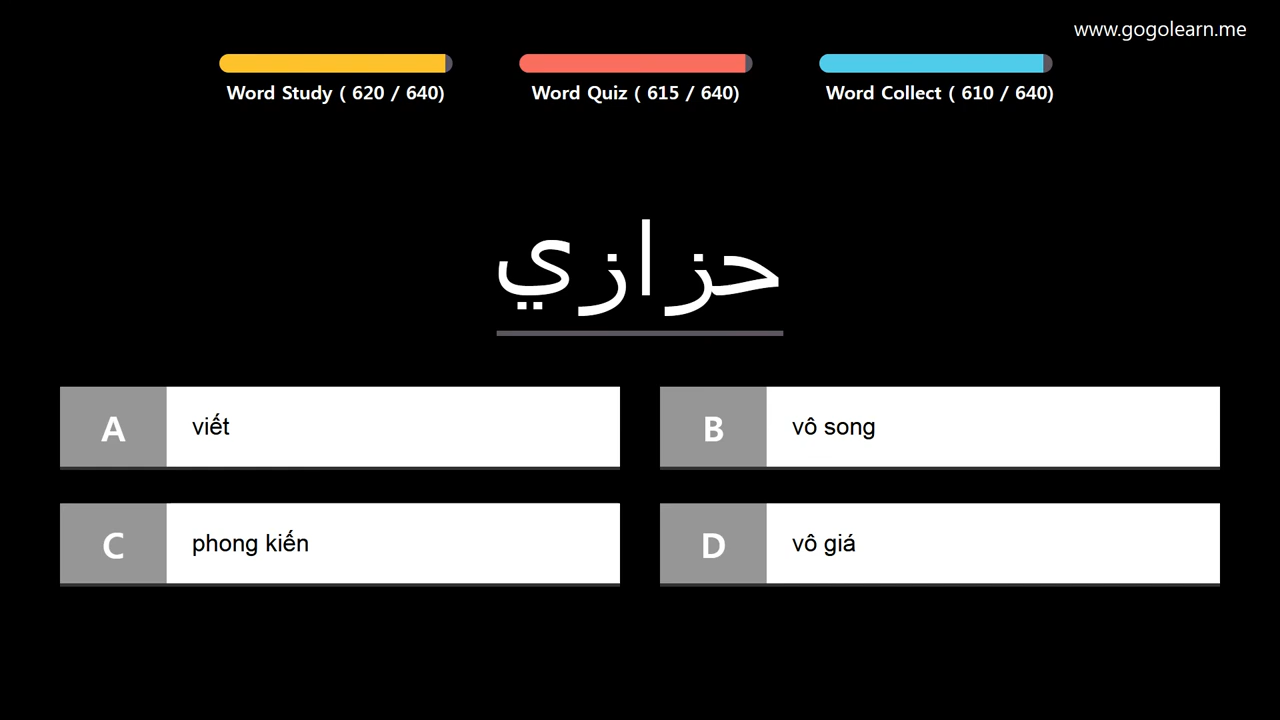 www.gogolearn.me
Word Study ( 620 / 640)
Word Quiz ( 615 / 640)
Word Collect ( 610 / 640)
حزازي
A viết
B vô song
C phong kiến
D vô giá